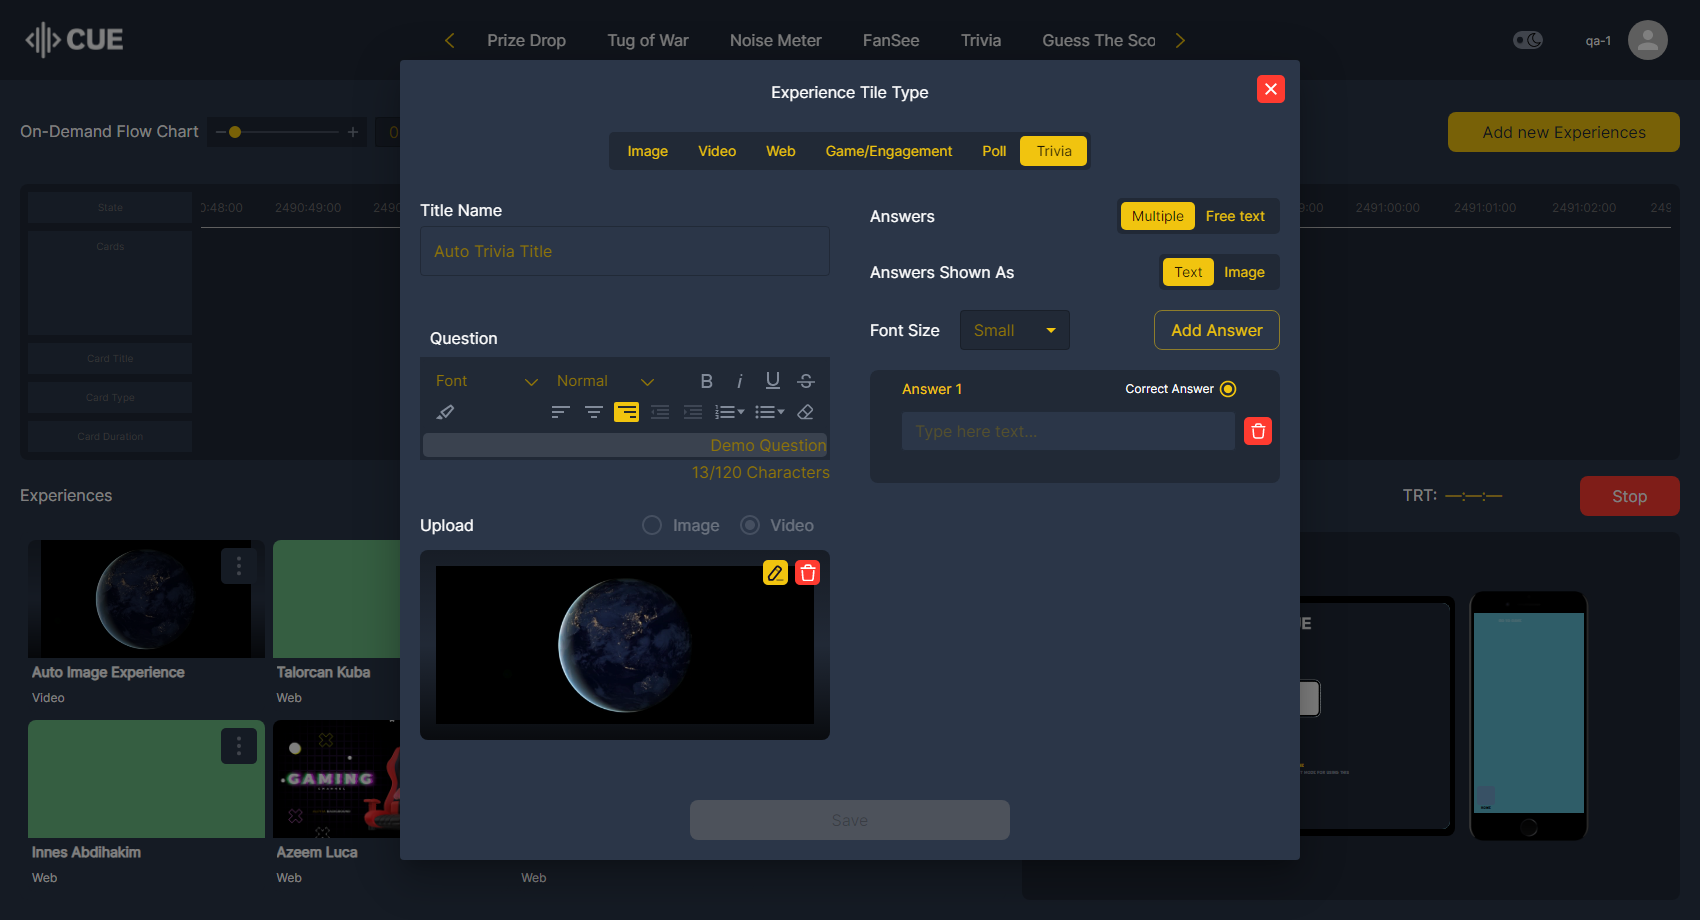 CUE
Prize Drop
Tug of War
Noise Meter
FanSee
Trivia
Guess The Sco
qa-1
Experience Tile Type
On-Demand Flow Chart
Add new Experiences
Image
Video
Web
Game/Engagement
Poll
Trivia
State
2490:49:00
2491:00:00
2491:01:00
2491:02:00
Cards
Card Title
Card Type
Card Duration
Title Name
Auto Trivia Title
Answers
Multiple
Free text
Answers Shown As
Text
Image
Font Size
Small
Add Answer
Question
Font
Normal
Demo Question
13/120 Characters
Answer 1
Correct Answer
Type here text...
Experiences
TRT: —:—:—
Stop
Upload
Image
Video
Auto Image Experience
Video
Talorcan Kuba
Web
GAMING
Innes Abdihakim
Web
Azeem Luca
Web
Web
Save